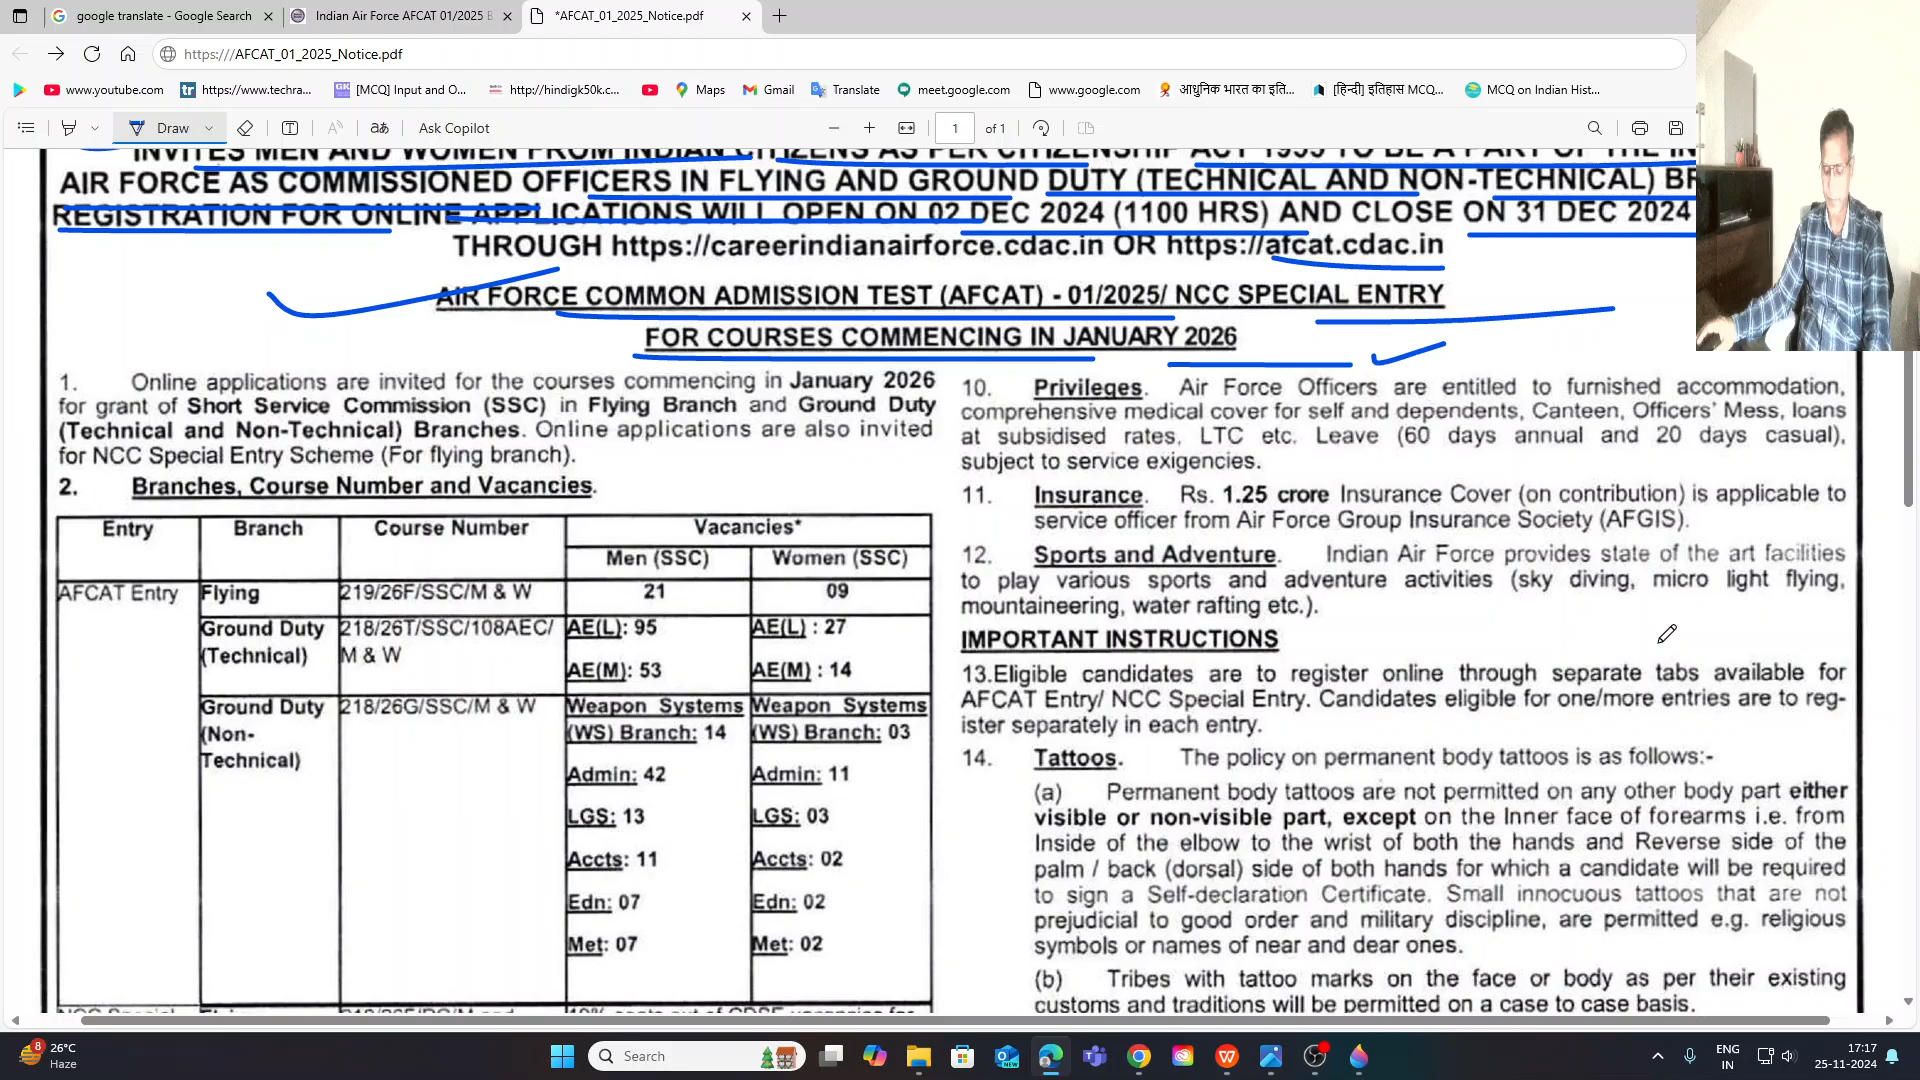 google translate - Google Search
Indian Air Force AFCAT 01/2025 B
*AFCAT_01_2025_Notice.pdf
https:///AFCAT_01_2025_Notice.pdf
www.youtube.com
https://www.techra...
[MCQ] Input and O...
http://hindigk50k.c...
Maps
Gmail
Translate
meet.google.com
www.google.com
आधुनिक भारत का इति...
[हिन्दी] इतिहास MCQ...
MCQ on Indian Hist...
Draw
Ask Copilot
1 of 1
INVITES MEN AND WOMEN FROM INDIAN CITIZENS AS PER CITIZENSHIP ACT 1955 TO BE A PART OF THE IN
AIR FORCE AS COMMISSIONED OFFICERS IN FLYING AND GROUND DUTY (TECHNICAL AND NON-TECHNICAL) BR
REGISTRATION FOR ONLINE APPLICATIONS WILL OPEN ON 02 DEC 2024 (1100 HRS) AND CLOSE ON 31 DEC 2024
THROUGH https://careerindianairforce.cdac.in OR https://afcat.cdac.in
AIR FORCE COMMON ADMISSION TEST (AFCAT) - 01/2025/ NCC SPECIAL ENTRY
FOR COURSES COMMENCING IN JANUARY 2026
1. Online applications are invited for the courses commencing in January 2026
for grant of Short Service Commission (SSC) in Flying Branch and Ground Duty
(Technical and Non-Technical) Branches. Online applications are also invited
for NCC Special Entry Scheme (For flying branch).
2. Branches, Course Number and Vacancies.
Entry Branch Course Number Vacancies*
Men (SSC) Women (SSC)
AFCAT Entry Flying 219/26F/SSC/M & W 21 09
Ground Duty 218/26T/SSC/108AEC/ AE(L): 95 AE(L) : 27
(Technical) M & W
AE(M): 53 AE(M) : 14
Ground Duty 218/26G/SSC/M & W Weapon Systems Weapon Systems
(Non- (WS) Branch: 14 (WS) Branch: 03
Technical)
Admin: 42 Admin: 11
LGS: 13 LGS: 03
Accts: 11 Accts: 02
Edn: 07 Edn: 02
Met: 07 Met: 02
10. Privileges. Air Force Officers are entitled to furnished accommodation,
comprehensive medical cover for self and dependents, Canteen, Officers' Mess, loans
at subsidised rates, LTC etc. Leave (60 days annual and 20 days casual),
subject to service exigencies.
11. Insurance. Rs. 1.25 crore Insurance Cover (on contribution) is applicable to
service officer from Air Force Group Insurance Society (AFGIS).
12. Sports and Adventure. Indian Air Force provides state of the art facilities
to play various sports and adventure activities (sky diving, micro light flying,
mountaineering, water rafting etc.).
IMPORTANT INSTRUCTIONS
13.Eligible candidates are to register online through separate tabs available for
AFCAT Entry/ NCC Special Entry. Candidates eligible for one/more entries are to reg-
ister separately in each entry.
14. Tattoos. The policy on permanent body tattoos is as follows:-
(a) Permanent body tattoos are not permitted on any other body part either
visible or non-visible part, except on the Inner face of forearms i.e. from
Inside of the elbow to the wrist of both the hands and Reverse side of the
palm / back (dorsal) side of both hands for which a candidate will be required
to sign a Self-declaration Certificate. Small innocuous tattoos that are not
prejudicial to good order and military discipline, are permitted e.g. religious
symbols or names of near and dear ones.
(b) Tribes with tattoo marks on the face or body as per their existing
customs and traditions will be permitted on a case to case basis.
8
26°C
Haze
Search
ENG
IN
17:17
25-11-2024